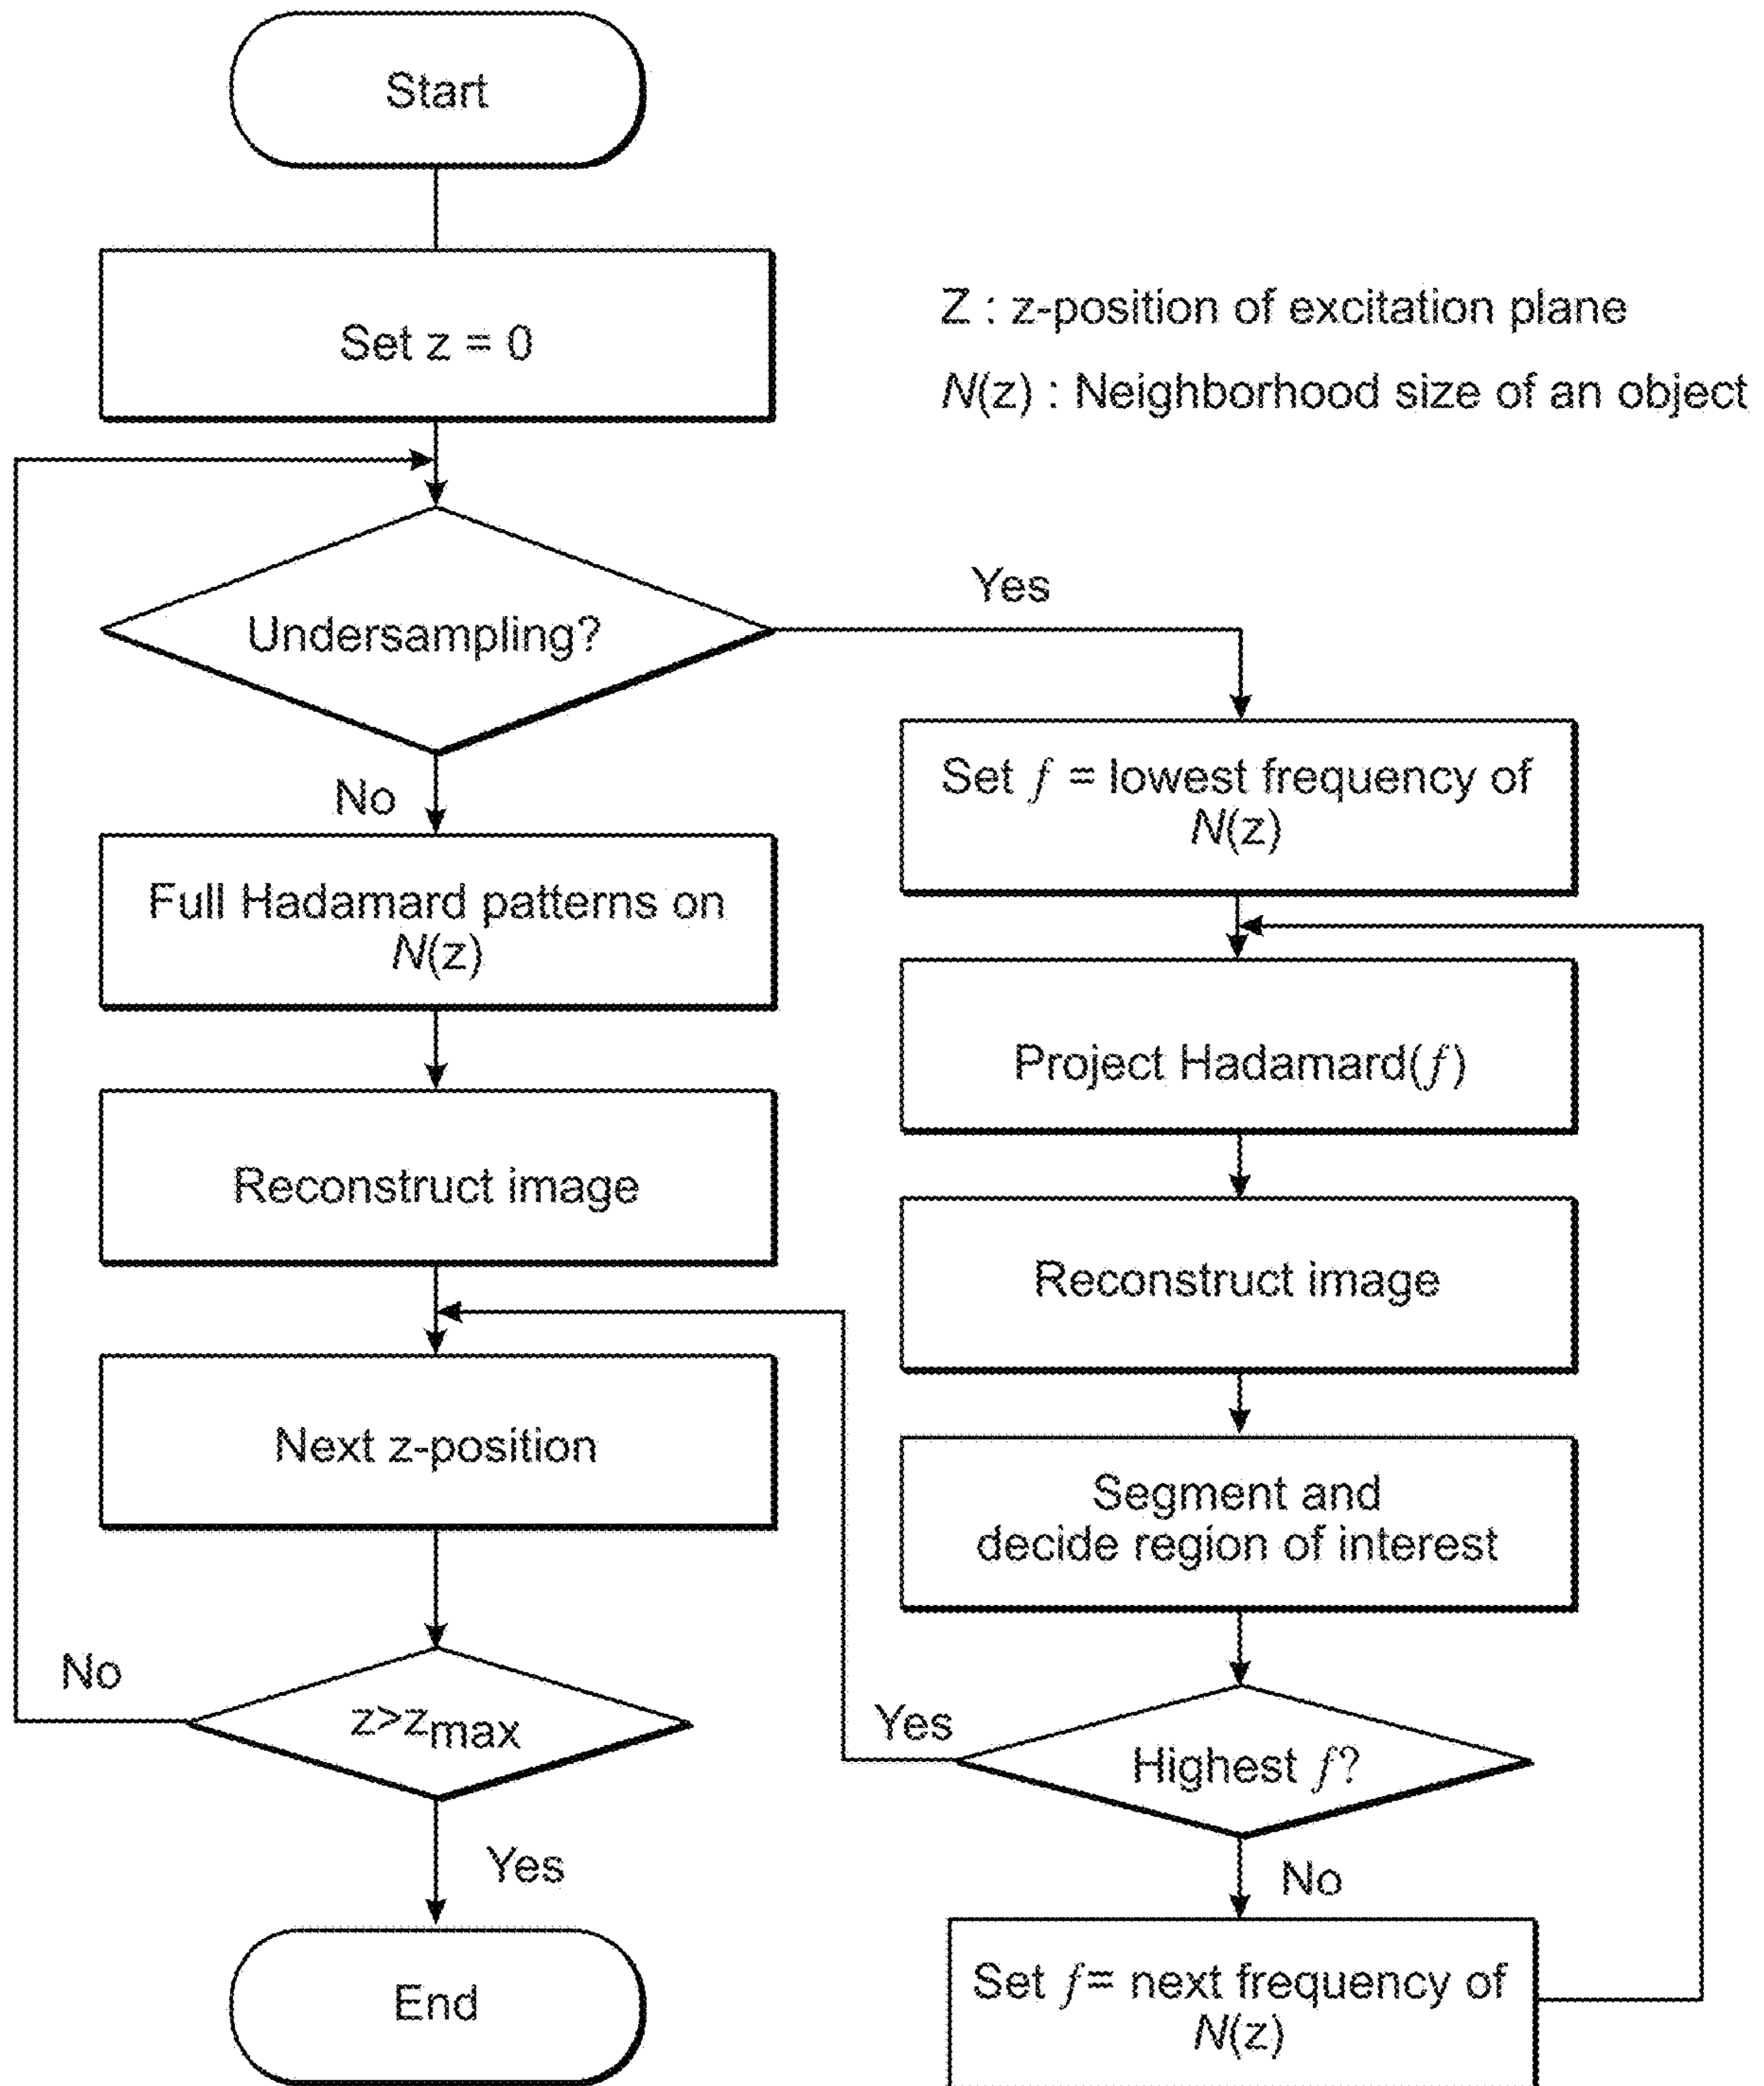 Start
Set z = 0
Z : z-position of excitation plane
N(z) : Neighborhood size of an object
Undersampling?
Yes
No
Full Hadamard patterns on
N(z)
Reconstruct image
Next z-position
No
z>zmax
Yes
End
Set f = lowest frequency of
N(z)
Project Hadamard(f)
Reconstruct image
Segment and
decide region of interest
Yes
Highest f?
No
Set f= next frequency of
N(z)